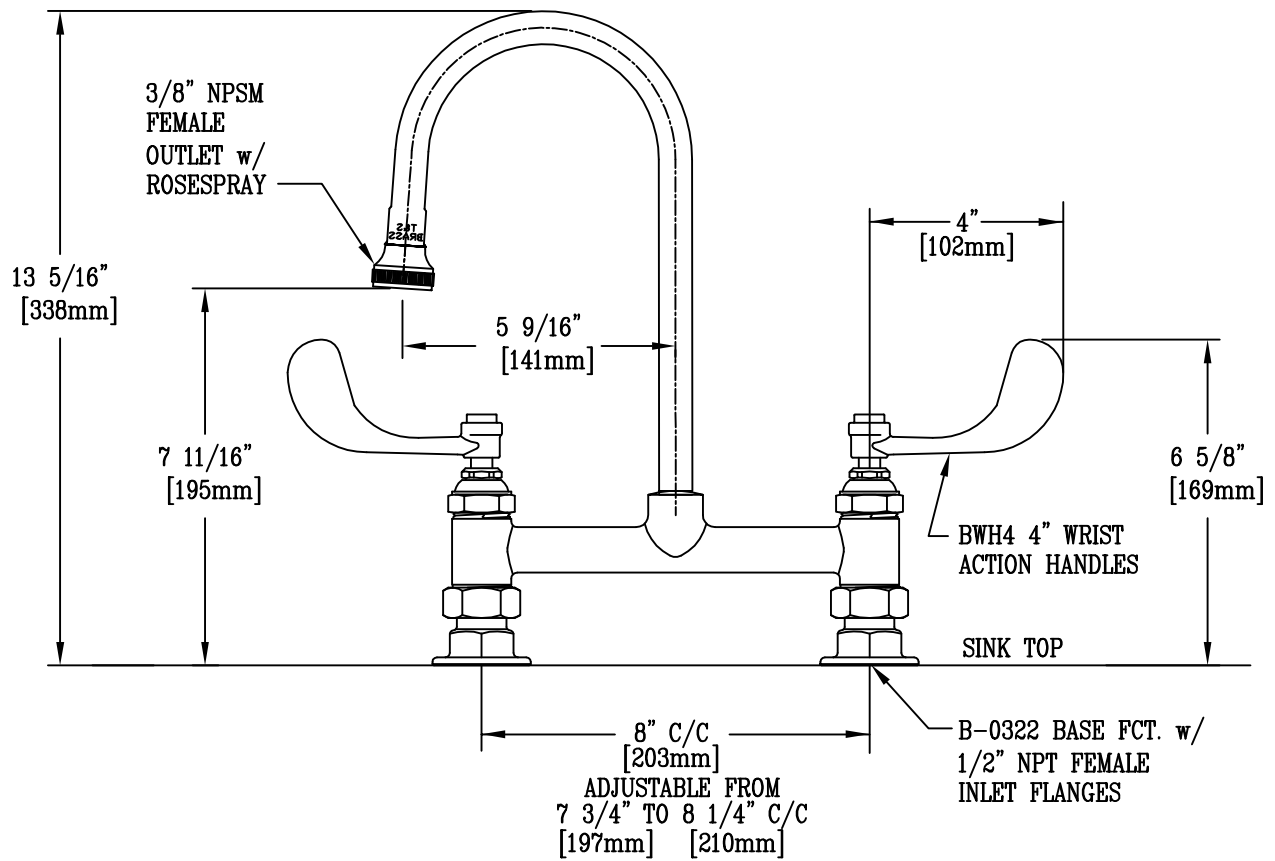 3/8" NPSM
FEMALE
OUTLET w/
ROSESPRAY
T&S
BRASS
4"
[102mm]
13 5/16"
[338mm]
5 9/16"
[141mm]
7 11/16"
[195mm]
6 5/8"
[169mm]
BWH4 4" WRIST
ACTION HANDLES
SINK TOP
8" C/C
[203mm]
ADJUSTABLE FROM
7 3/4" TO 8 1/4" C/C
[197mm] [210mm]
B-0322 BASE FCT. w/
1/2" NPT FEMALE
INLET FLANGES